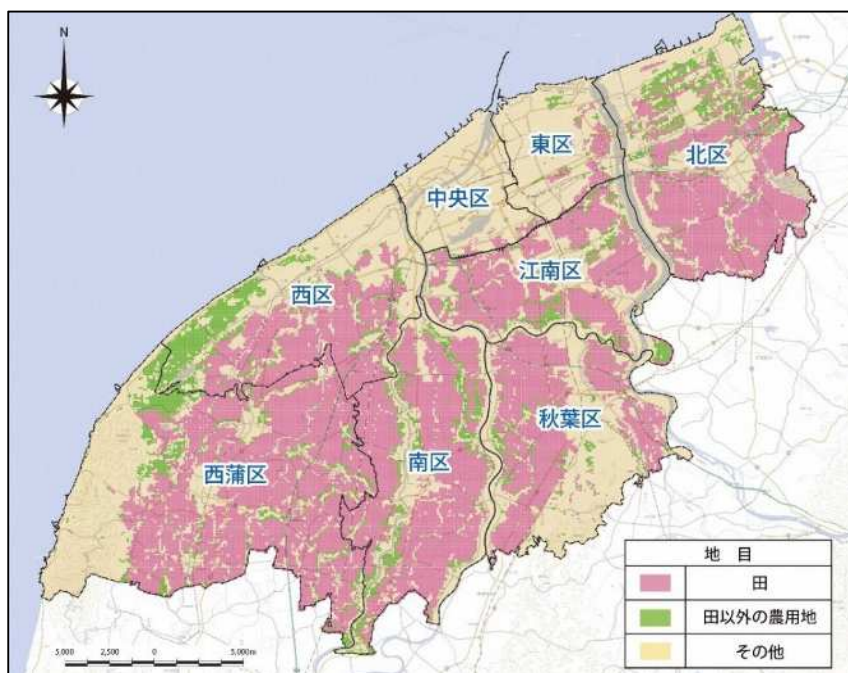 N
東区
北区
中央区
江南区
西区
秋葉区
西蒲区
南区
地 目
田
田以外の農用地
その他
5,000 2,500 0 5,000m